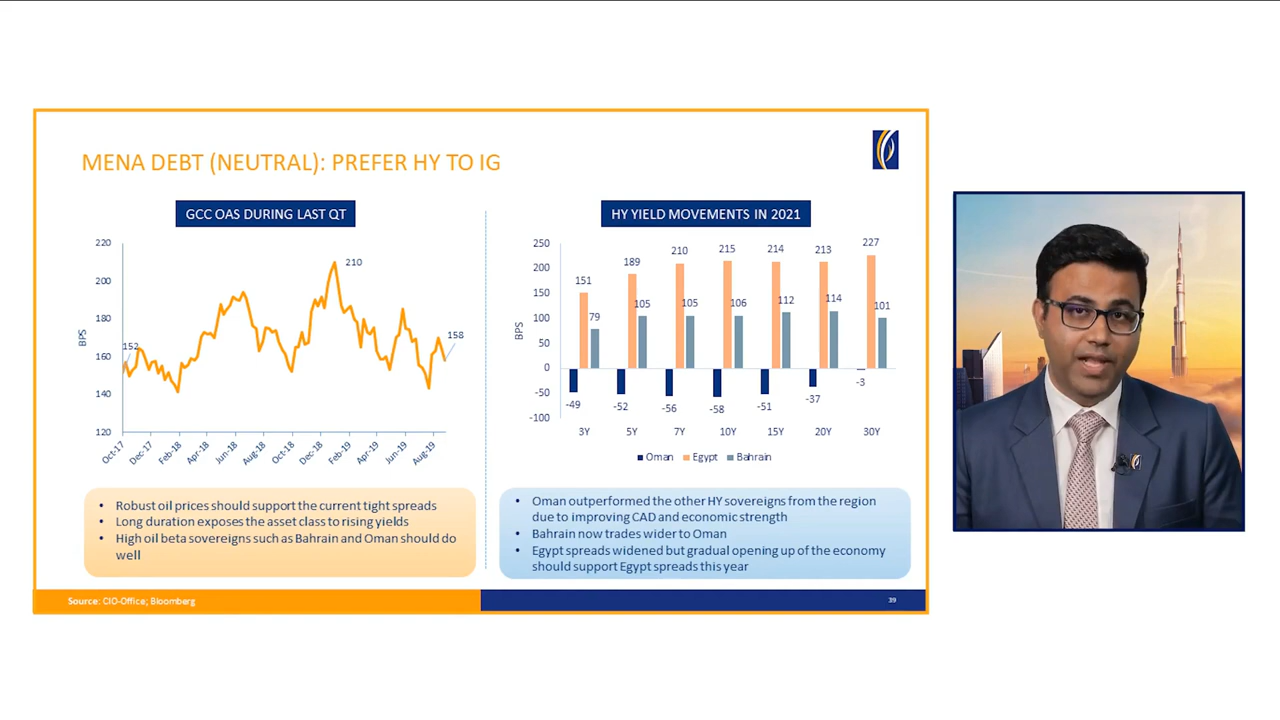 MENA DEBT (NEUTRAL): PREFER HY TO IG
GCC OAS DURING LAST QT
220
200
180
160
140
120
BPS
152
210
158
Oct-17
Dec-17
Feb-18
Apr-18
Jun-18
Aug-18
Oct-18
Dec-18
Feb-19
Apr-19
Jun-19
Aug-19
• Robust oil prices should support the current tight spreads
• Long duration exposes the asset class to rising yields
• High oil beta sovereigns such as Bahrain and Oman should do
well
HY YIELD MOVEMENTS IN 2021
250
200
150
100
50
0
-50
-100
BPS
151
189
210
215
214
213
227
79
105
105
106
112
114
101
-49
-52
-56
-58
-51
-37
-3
3Y
5Y
7Y
10Y
15Y
20Y
30Y
Oman
Egypt
Bahrain
• Oman outperformed the other HY sovereigns from the region
due to improving CAD and economic strength
• Bahrain now trades wider to Oman
• Egypt spreads widened but gradual opening up of the economy
should support Egypt spreads this year
Source: CIO-Office; Bloomberg
39